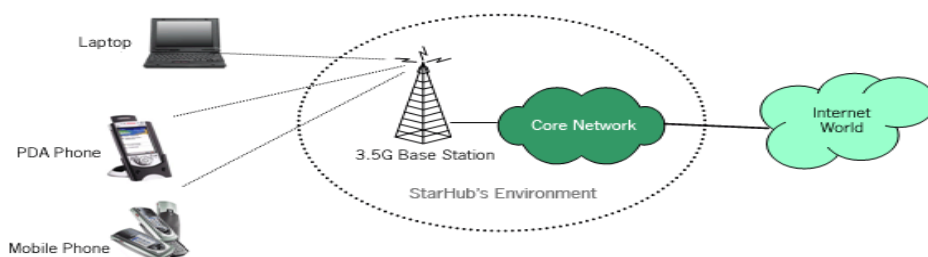 Laptop
PDA Phone
Mobile Phone
3.5G Base Station
Core Network
StarHub's Environment
Internet
World